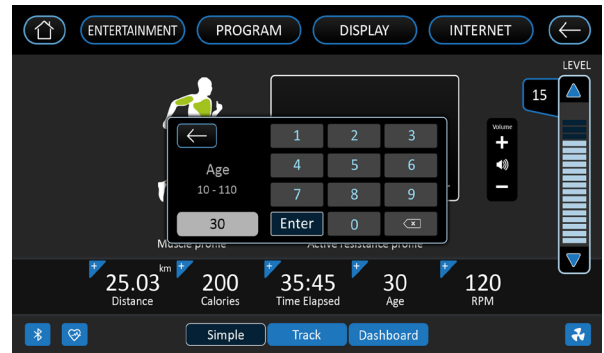 ENTERTAINMENT PROGRAM DISPLAY INTERNET
LEVEL
15
Volume
+
−
1 2 3
Age
4 5 6
10 - 110
7 8 9
30 Enter 0
Muscle profile Active resistance profile
+ 25.03 km + 200 + 35:45 + 30 + 120
Distance Calories Time Elapsed Age RPM
Simple Track Dashboard